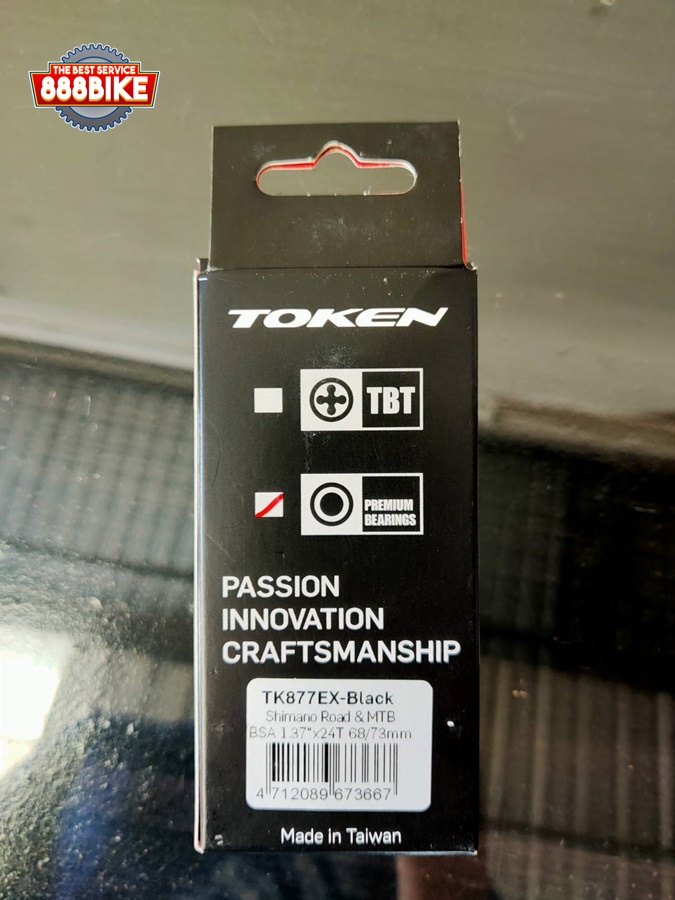 THE BEST SERVICE
888BIKE
TOKEN
TBT
PREMIUM
BEARINGS
PASSION
INNOVATION
CRAFTSMANSHIP
TK877EX-Black
Shimano Road & MTB
BSA 1.37"x24T 68/73mm
4 712089 673667
Made in Taiwan